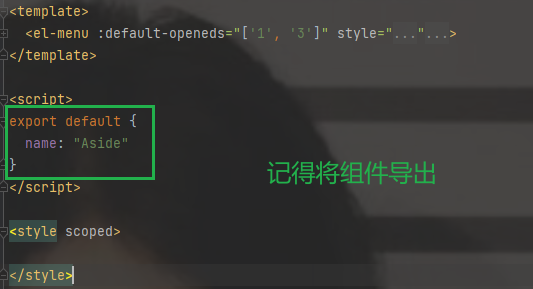 <template>
<el-menu :default-openeds="['1', '3']" style="..."...>
</template>
<script>
export default {
name: "Aside"
}
记得将组件导出
</script>
<style scoped>
</style>